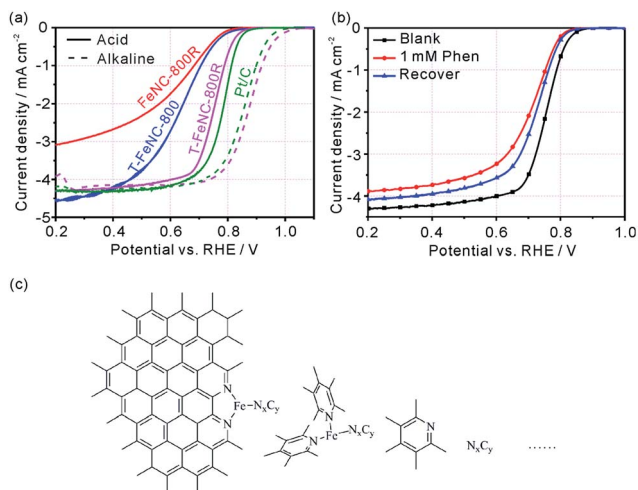 (a)
Acid
Alkaline
FeNC-800R
T-FeNC-800
T-FeNC-800R
Pt/C
Current density / mA cm⁻²
0
-1
-2
-3
-4
-5
0.2 0.4 0.6 0.8 1.0
Potential vs. RHE / V
(b)
Blank
1 mM Phen
Recover
Current density / mA cm⁻²
0
-1
-2
-3
-4
0.2 0.4 0.6 0.8 1.0
Potential vs. RHE / V
(c)
N
Fe
NxCy
N
N
N
Fe
NxCy
N
NxCy
......